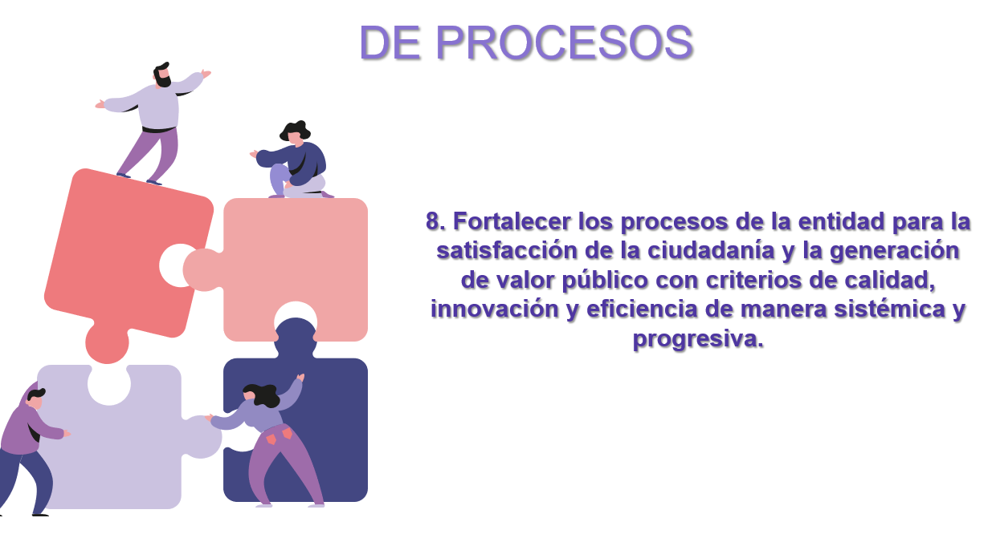 DE PROCESOS
8. Fortalecer los procesos de la entidad para la
satisfacción de la ciudadanía y la generación
de valor público con criterios de calidad,
innovación y eficiencia de manera sistémica y
progresiva.